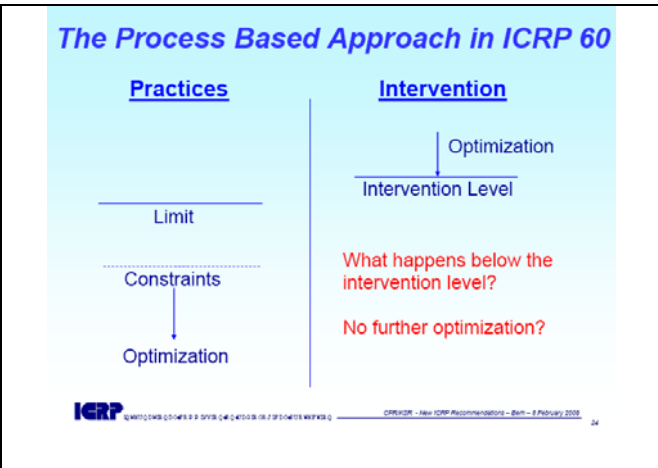 The Process Based Approach in ICRP 60
Practices
Limit
Constraints
Optimization
Intervention
Optimization
Intervention Level
What happens below the
intervention level?
No further optimization?
ICRP
CPR/KSR - New ICRP Recommendations – Bern – 8 February 2008
24